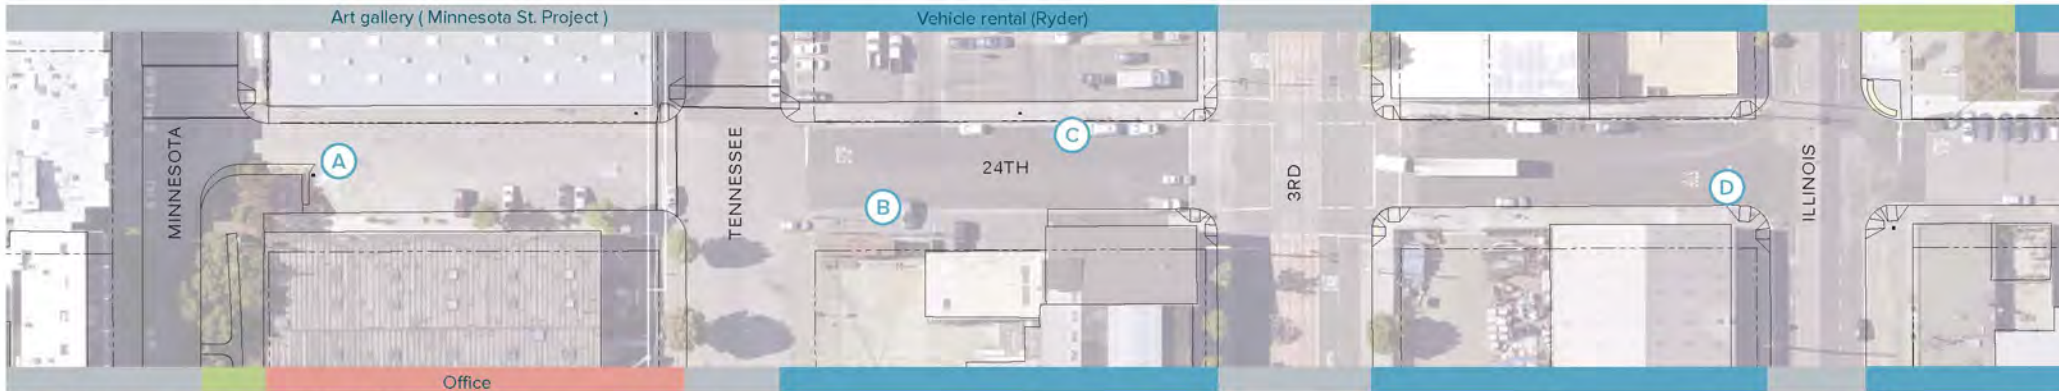 Art gallery ( Minnesota St. Project )
Vehicle rental (Ryder)
A
MINNESOTA
TENNESSEE
B
C
24TH
3RD
D
ILLINOIS
Office